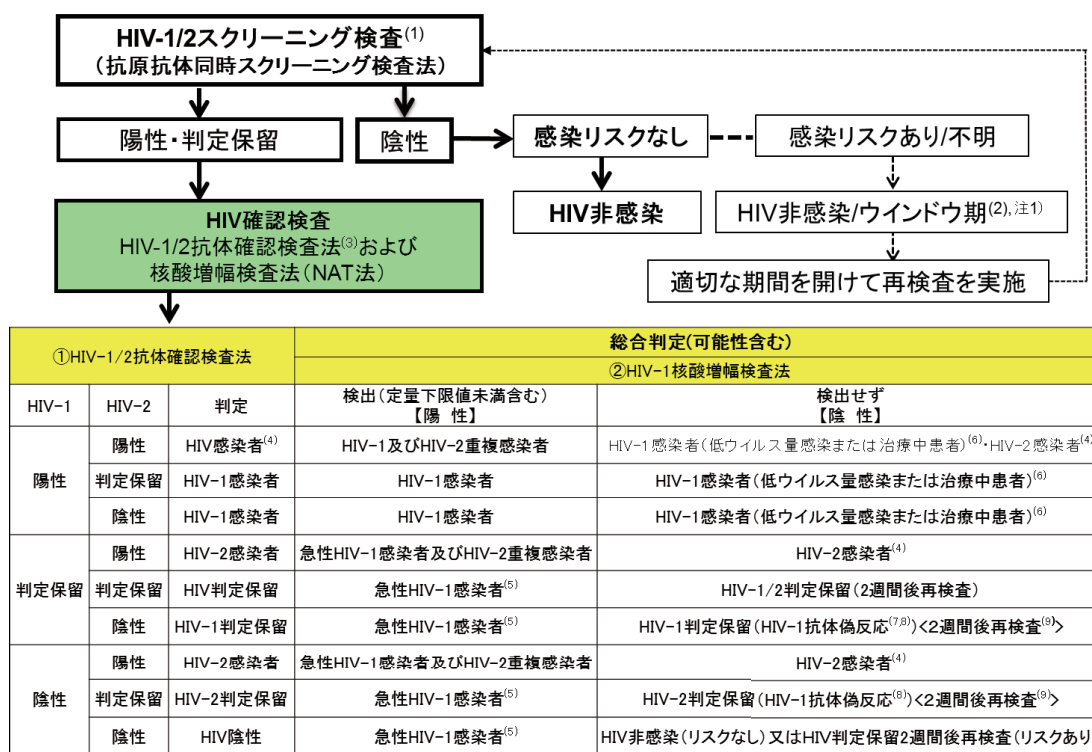 HIV-1/2スクリーニング検査(1)
(抗原抗体同時スクリーニング検査法)
陽性・判定保留
陰性
感染リスクなし
感染リスクあり/不明
HIV非感染
HIV非感染/ウインドウ期(2),注1)
適切な期間を開けて再検査を実施
HIV確認検査
HIV-1/2抗体確認検査法(3)および
核酸増幅検査法(NAT法)
①HIV-1/2抗体確認検査法
総合判定(可能性含む)
②HIV-1核酸増幅検査法
HIV-1 HIV-2 判定 検出(定量下限値未満含む) 検出せず
【陽 性】 【陰 性】
陽性 陽性 HIV感染者(4) HIV-1及びHIV-2重複感染者 HIV-1感染者(低ウイルス量感染または治療中患者)(6)・HIV-2感染者(4)
判定保留 HIV-1感染者 HIV-1感染者 HIV-1感染者(低ウイルス量感染または治療中患者)(6)
陰性 HIV-1感染者 HIV-1感染者 HIV-1感染者(低ウイルス量感染または治療中患者)(6)
判定保留 陽性 HIV-2感染者 急性HIV-1感染者及びHIV-2重複感染者 HIV-2感染者(4)
判定保留 HIV判定保留 急性HIV-1感染者(5) HIV-1/2判定保留(2週間後再検査)
陰性 HIV-1判定保留 急性HIV-1感染者(5) HIV-1判定保留(HIV-1抗体偽反応(7,8))<2週間後再検査(9)>
陰性 陽性 HIV-2感染者 急性HIV-1感染者及びHIV-2重複感染者 HIV-2感染者(4)
判定保留 HIV-2判定保留 急性HIV-1感染者(5) HIV-2判定保留(HIV-1抗体偽反応(8))<2週間後再検査(9)>
陰性 HIV陰性 急性HIV-1感染者(5) HIV非感染(リスクなし)又はHIV判定保留2週間後再検査(リスクあり)